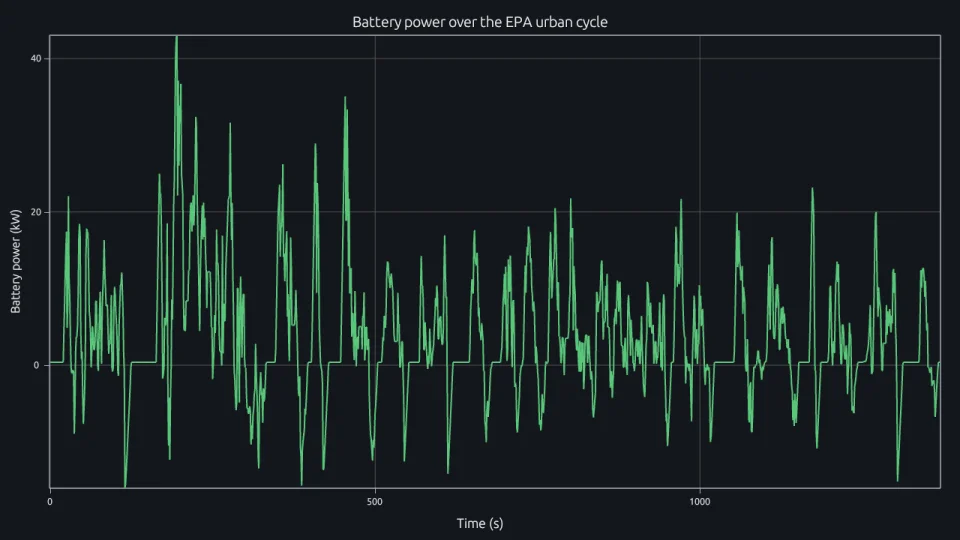 Battery power over the EPA urban cycle
40
20
0
Battery power (kW)
0 500 1000
Time (s)